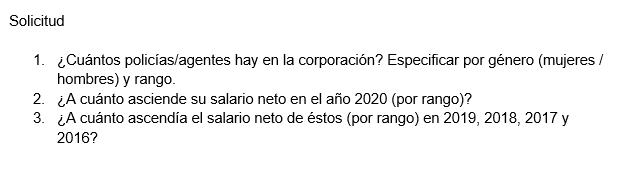 Solicitud
1. ¿Cuántos policías/agentes hay en la corporación? Especificar por género (mujeres /
hombres) y rango.
2. ¿A cuánto asciende su salario neto en el año 2020 (por rango)?
3. ¿A cuánto ascendía el salario neto de éstos (por rango) en 2019, 2018, 2017 y
2016?